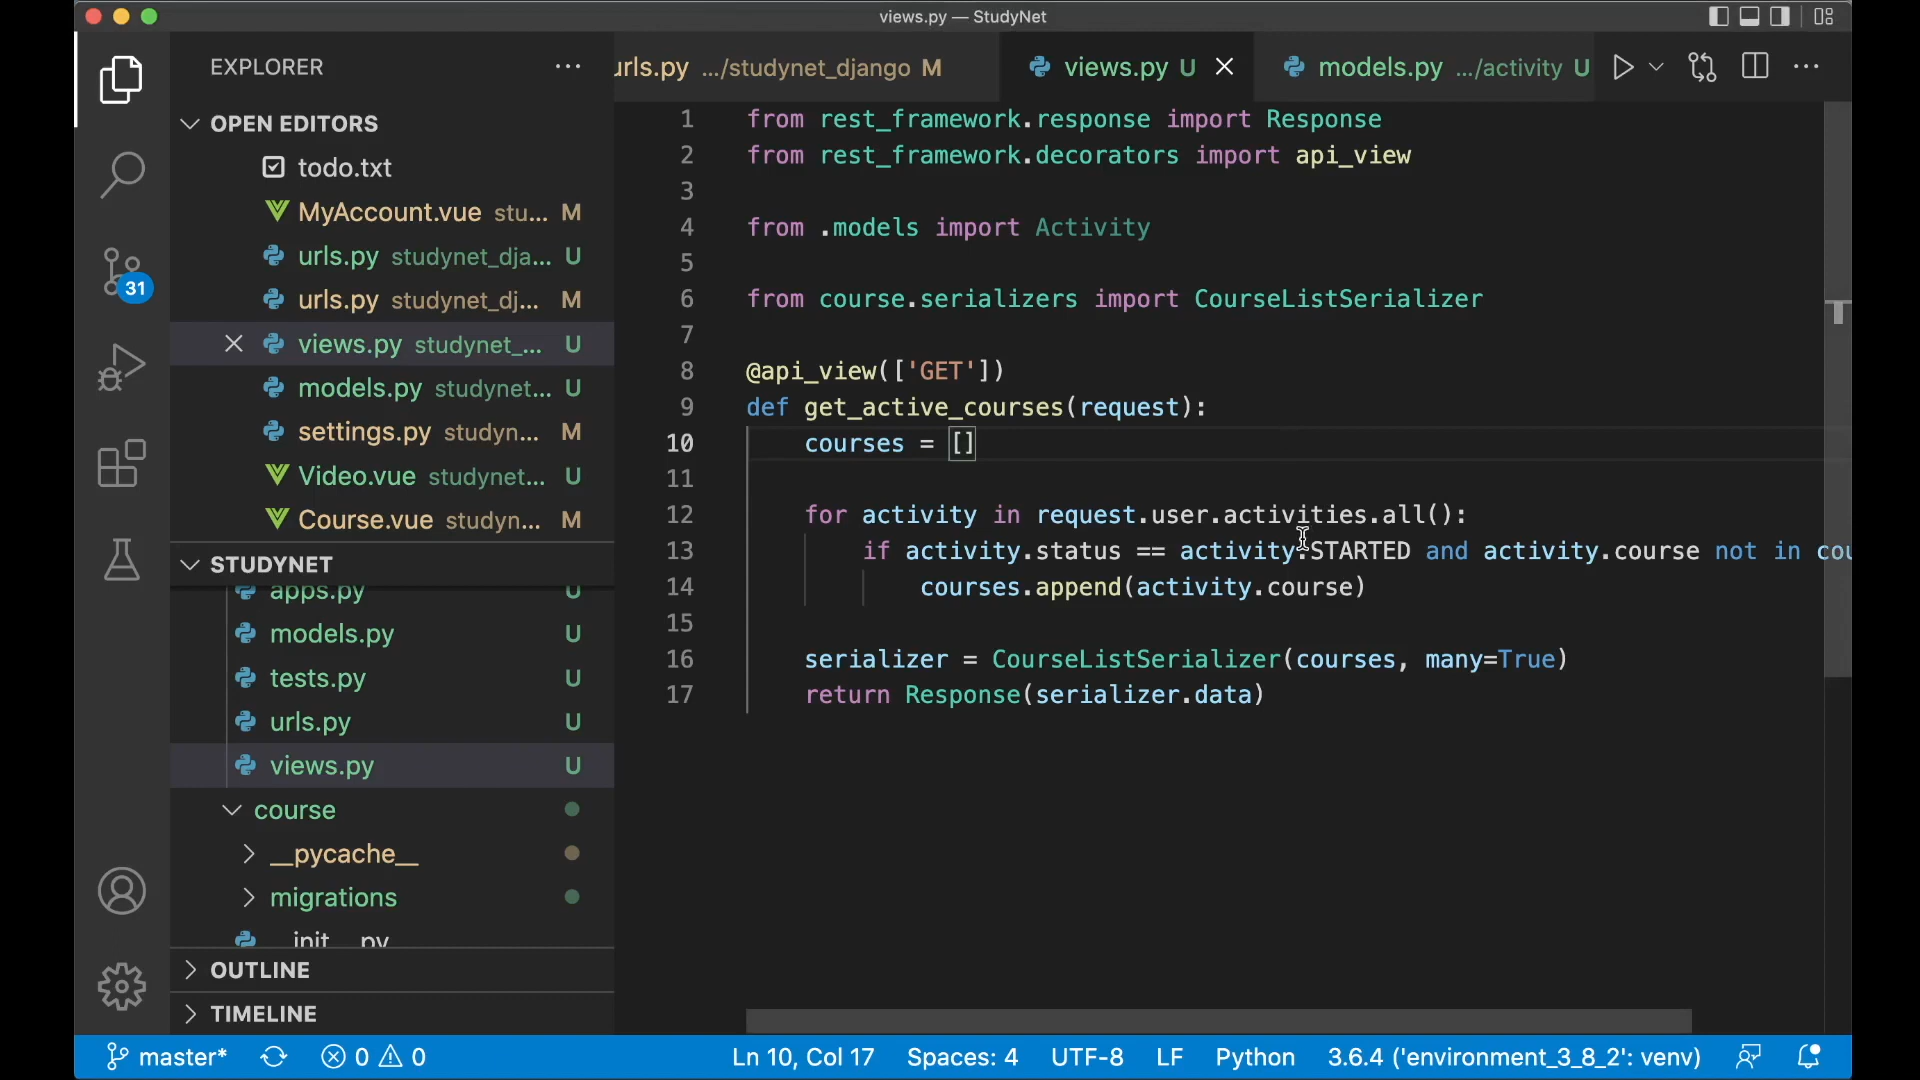 views.py — StudyNet
EXPLORER
urls.py .../studynet_django M
views.py U
models.py .../activity U
OPEN EDITORS
todo.txt
MyAccount.vue stu... M
urls.py studynet_dja... U
urls.py studynet_dj... M
views.py studynet_... U
models.py studynet... U
settings.py studyn... M
Video.vue studynet... U
Course.vue studyn... M
31
STUDYNET
apps.py U
models.py U
tests.py U
urls.py U
views.py U
course
__pycache__
migrations
__init__.py
OUTLINE
TIMELINE
1 from rest_framework.response import Response
2 from rest_framework.decorators import api_view
3
4 from .models import Activity
5
6 from course.serializers import CourseListSerializer
7
8 @api_view(['GET'])
9 def get_active_courses(request):
10 courses = []
11
12 for activity in request.user.activities.all():
13 if activity.status == activity.STARTED and activity.course not in cou
14 courses.append(activity.course)
15
16 serializer = CourseListSerializer(courses, many=True)
17 return Response(serializer.data)
master* 0 0 Ln 10, Col 17 Spaces: 4 UTF-8 LF Python 3.6.4 ('environment_3_8_2': venv)